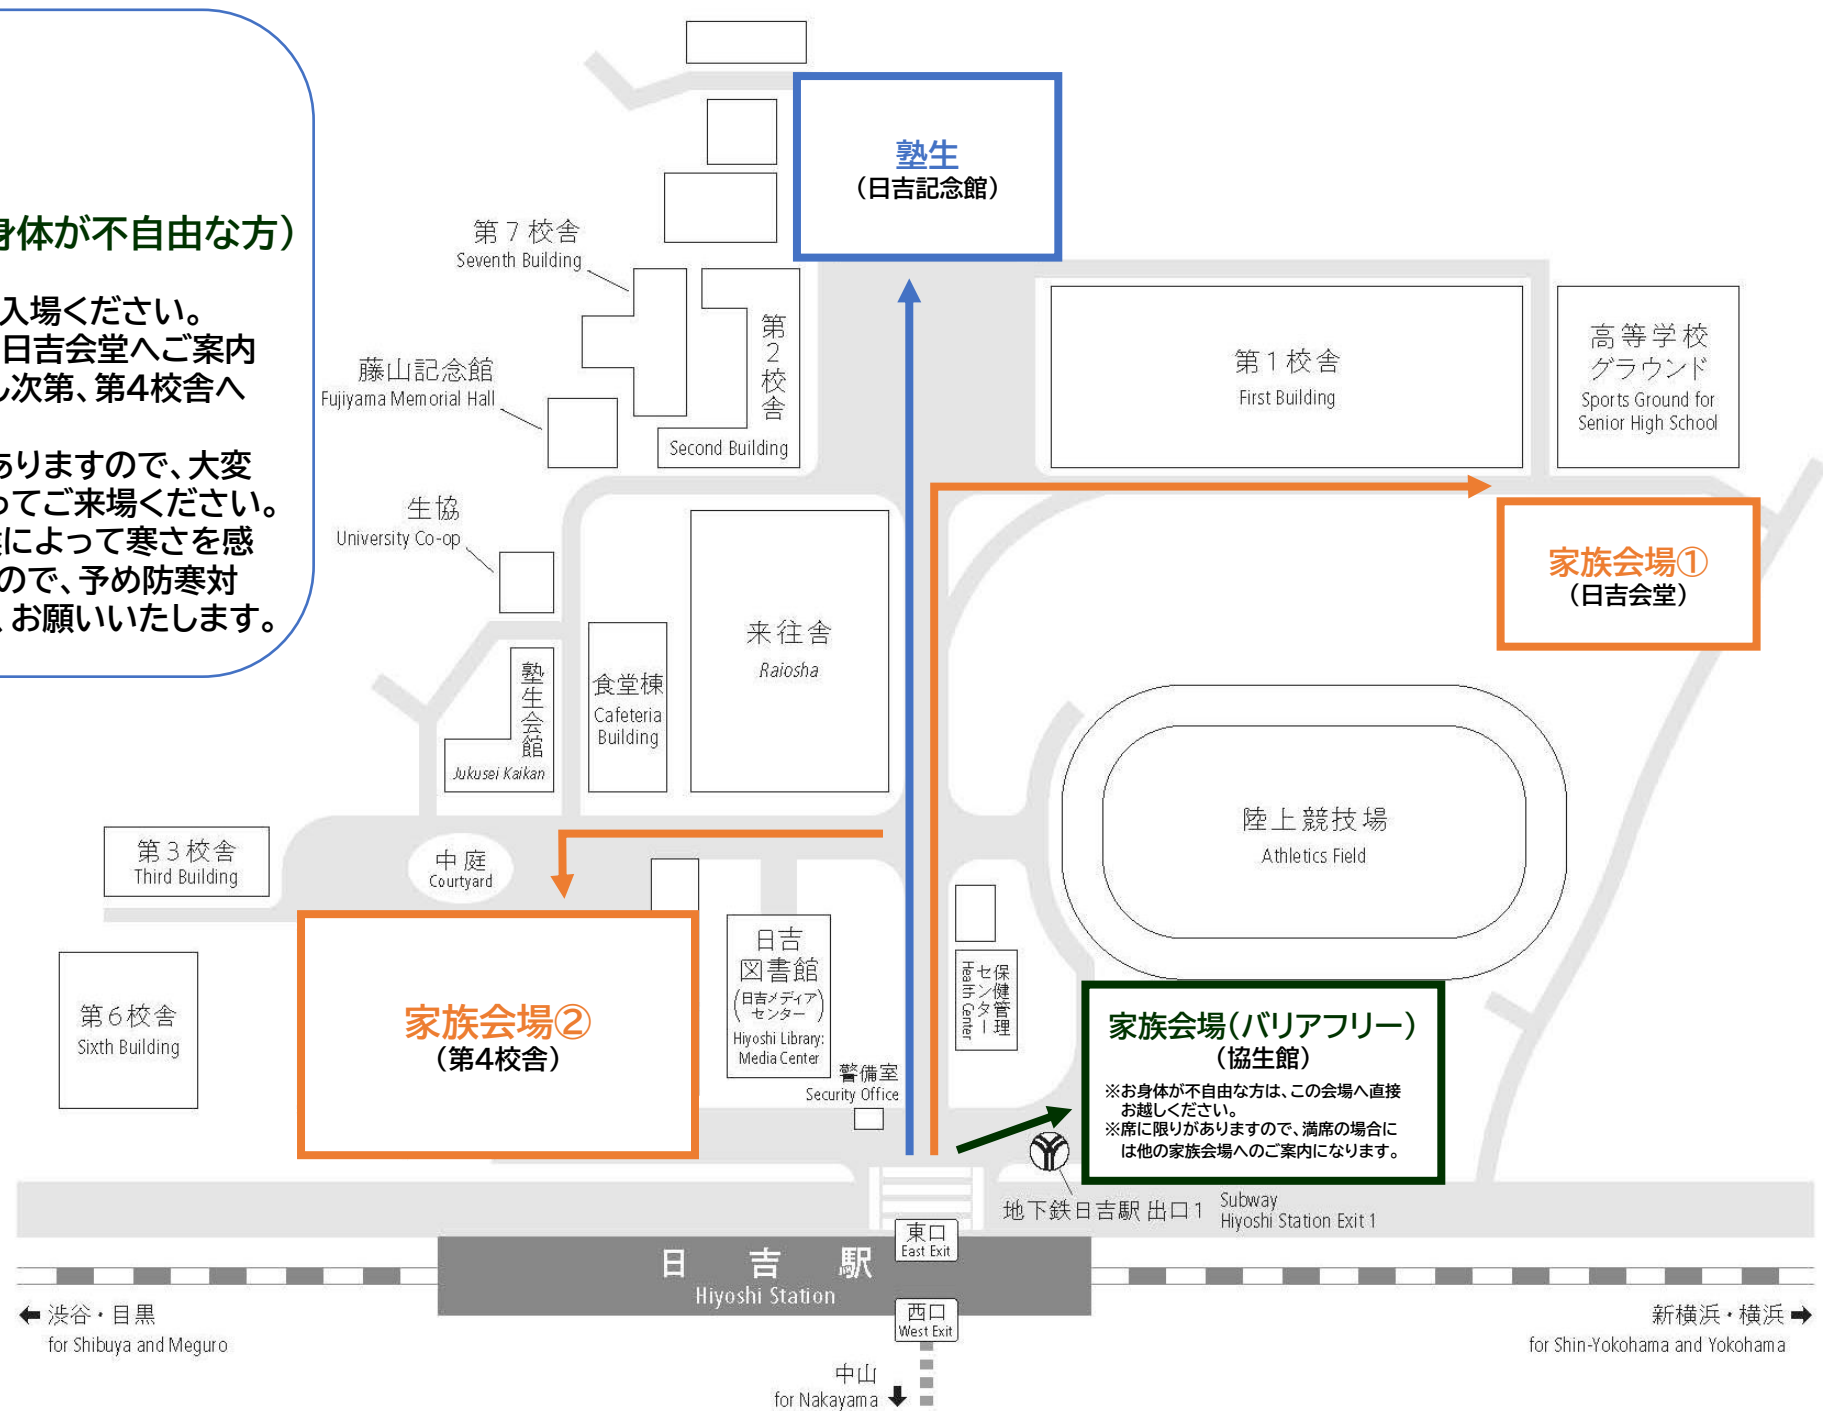 身体が不自由な方）
入場ください。
日吉会堂へご案内
し次第、第4校舎へ
ありますので、大変
ってご来場ください。
によって寒さを感
ので、予め防寒対
、お願いいたします。
塾生
（日吉記念館）
第7校舎
Seventh Building
第2校舎
Second Building
藤山記念館
Fujiyama Memorial Hall
第1校舎
First Building
高等学校
グラウンド
Sports Ground for
Senior High School
生協
University Co-op
家族会場①
（日吉会堂）
来往舎
Raiosha
塾生会館
Jukusei Kaikan
食堂棟
Cafeteria
Building
陸上競技場
Athletics Field
第3校舎
Third Building
中庭
Courtyard
第6校舎
Sixth Building
家族会場②
（第4校舎）
日吉
図書館
（日吉メディア
センター）
Hiyoshi Library:
Media Center
保健管理
センター
Health Center
警備室
Security Office
家族会場（バリアフリー）
（協生館）
※お身体が不自由な方は、この会場へ直接
お越しください。
※席に限りがありますので、満席の場合に
は他の家族会場へのご案内になります。
地下鉄日吉駅 出口1
Subway
Hiyoshi Station Exit 1
東口
East Exit
日吉駅
Hiyoshi Station
西口
West Exit
← 渋谷・目黒
for Shibuya and Meguro
新横浜・横浜 →
for Shin-Yokohama and Yokohama
中山
for Nakayama ↓